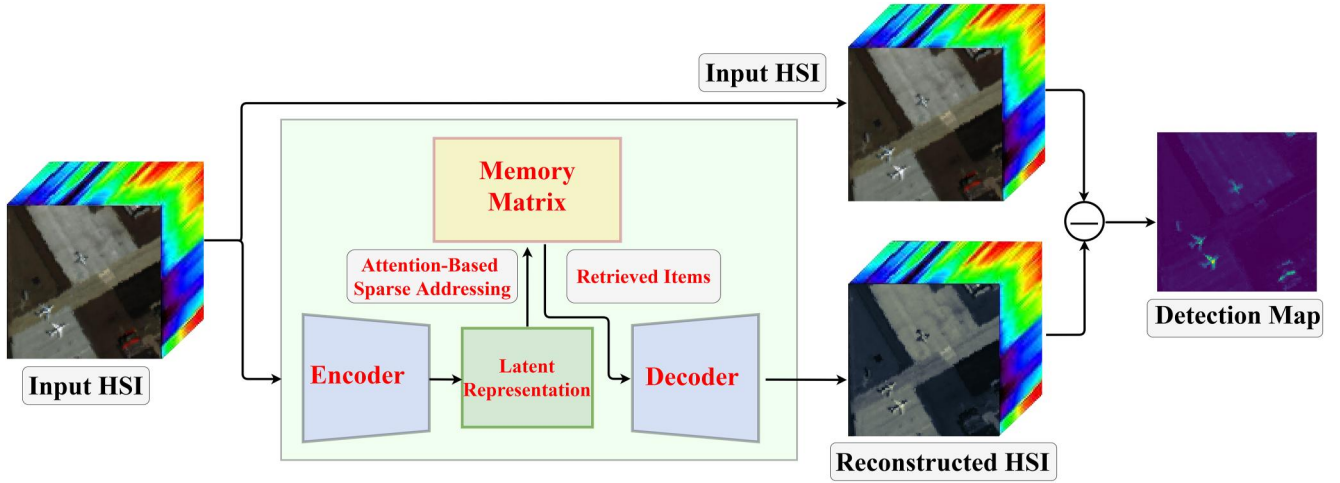 Input HSI
Memory
Matrix
Attention-Based
Sparse Addressing
Retrieved Items
Encoder
Latent
Representation
Decoder
Input HSI
Reconstructed HSI
Detection Map